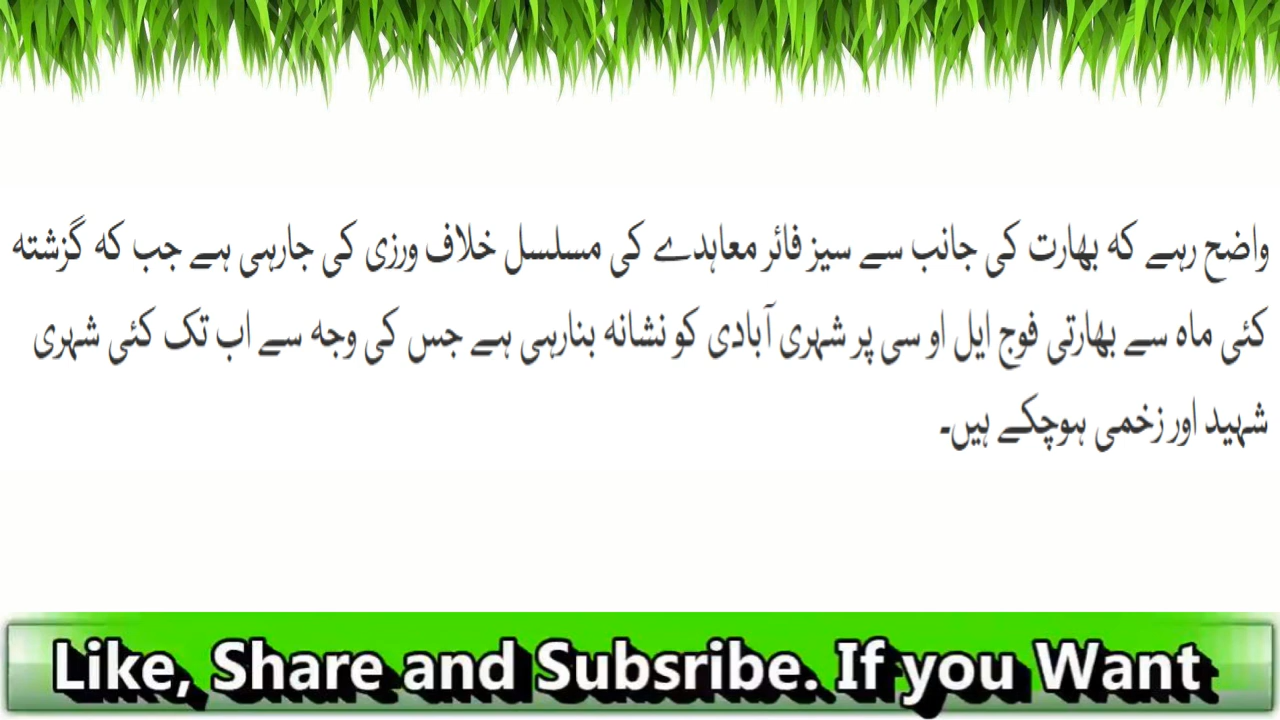 واضح رہے کہ بھارت کی جانب سے سیز فائر معاہدے کی مسلسل خلاف ورزی کی جارہی ہے جب کہ گزشتہ
کئی ماہ سے بھارتی فوج ایل او سی پر شہری آبادی کو نشانہ بنارہی ہے جس کی وجہ سے اب تک کئی شہری
شہید اور زخمی ہوچکے ہیں۔
Like, Share and Subsribe. If you Want